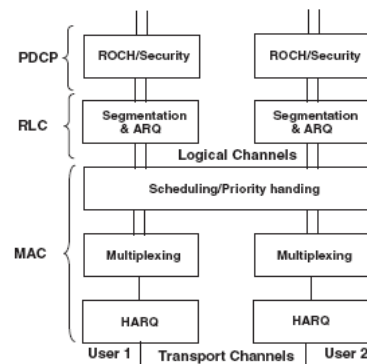 PDCP
ROCH/Security
ROCH/Security
RLC
Segmentation
& ARQ
Segmentation
& ARQ
Logical Channels
Scheduling/Priority handing
MAC
Multiplexing
Multiplexing
HARQ
HARQ
User 1
Transport Channels
User 2